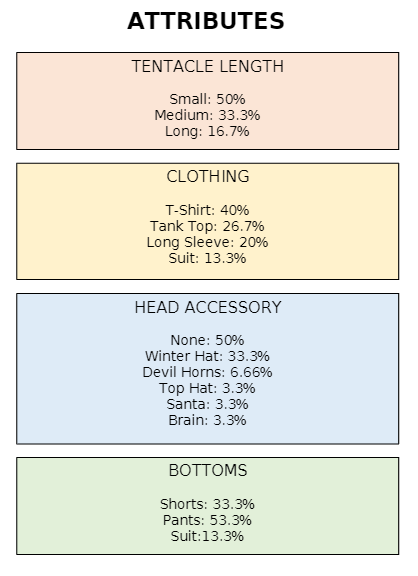 ATTRIBUTES
TENTACLE LENGTH
Small: 50%
Medium: 33.3%
Long: 16.7%
CLOTHING
T-Shirt: 40%
Tank Top: 26.7%
Long Sleeve: 20%
Suit: 13.3%
HEAD ACCESSORY
None: 50%
Winter Hat: 33.3%
Devil Horns: 6.66%
Top Hat: 3.3%
Santa: 3.3%
Brain: 3.3%
BOTTOMS
Shorts: 33.3%
Pants: 53.3%
Suit:13.3%